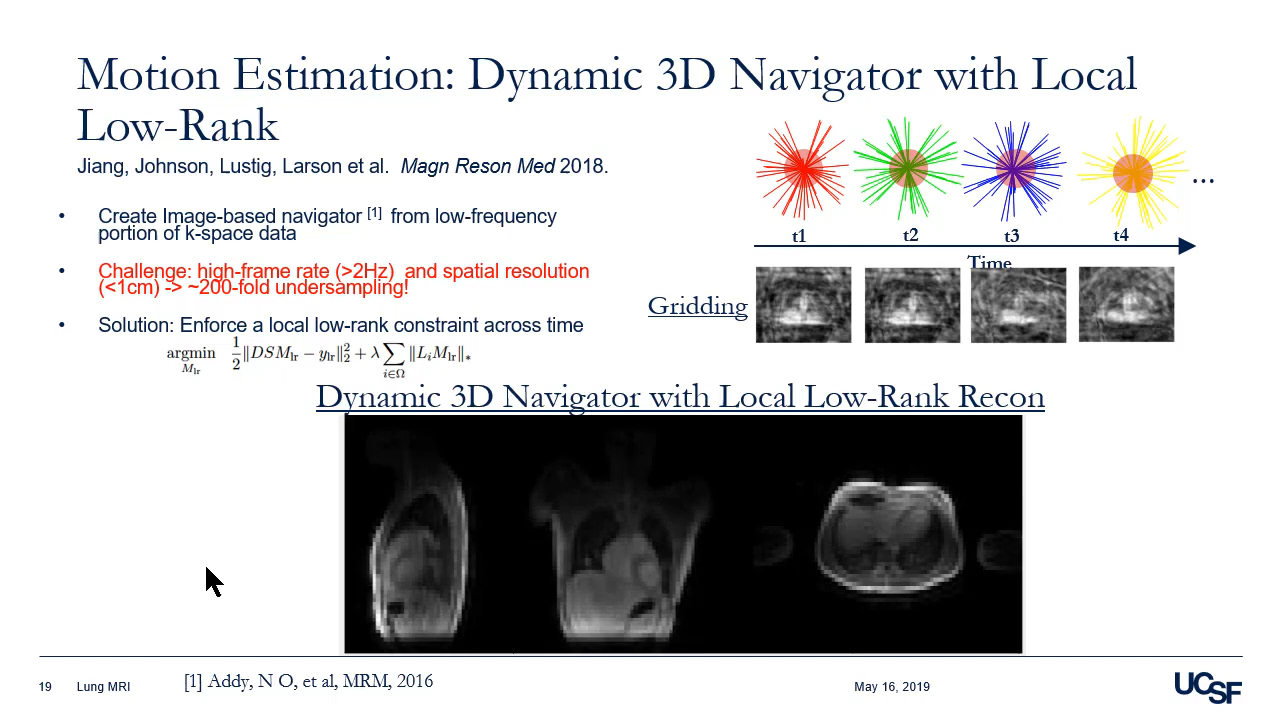 Motion Estimation: Dynamic 3D Navigator with Local
Low-Rank
Jiang, Johnson, Lustig, Larson et al. Magn Reson Med 2018.
• Create Image-based navigator [1] from low-frequency
portion of k-space data
• Challenge: high-frame rate (>2Hz) and spatial resolution
(<1cm) -> ~200-fold undersampling!
• Solution: Enforce a local low-rank constraint across time
argmin_{M_lr} 1/2 ‖DSM_lr − y_lr‖₂² + λ ∑_{i∈Ω} ‖L_i M_lr‖_*
...
t1 t2 t3 t4
Time
Gridding
Dynamic 3D Navigator with Local Low-Rank Recon
19 Lung MRI [1] Addy, N O, et al, MRM, 2016 May 16, 2019 UCSF